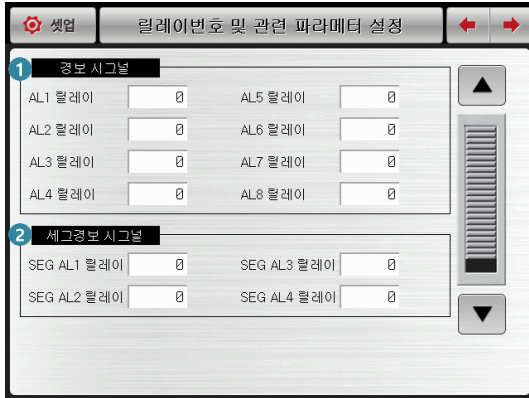 셋업 릴레이번호 및 관련 파라메터 설정
1 경보 시그널
AL1 릴레이 0 AL5 릴레이 0
AL2 릴레이 0 AL6 릴레이 0
AL3 릴레이 0 AL7 릴레이 0
AL4 릴레이 0 AL8 릴레이 0
2 세그경보 시그널
SEG AL1 릴레이 0 SEG AL3 릴레이 0
SEG AL2 릴레이 0 SEG AL4 릴레이 0